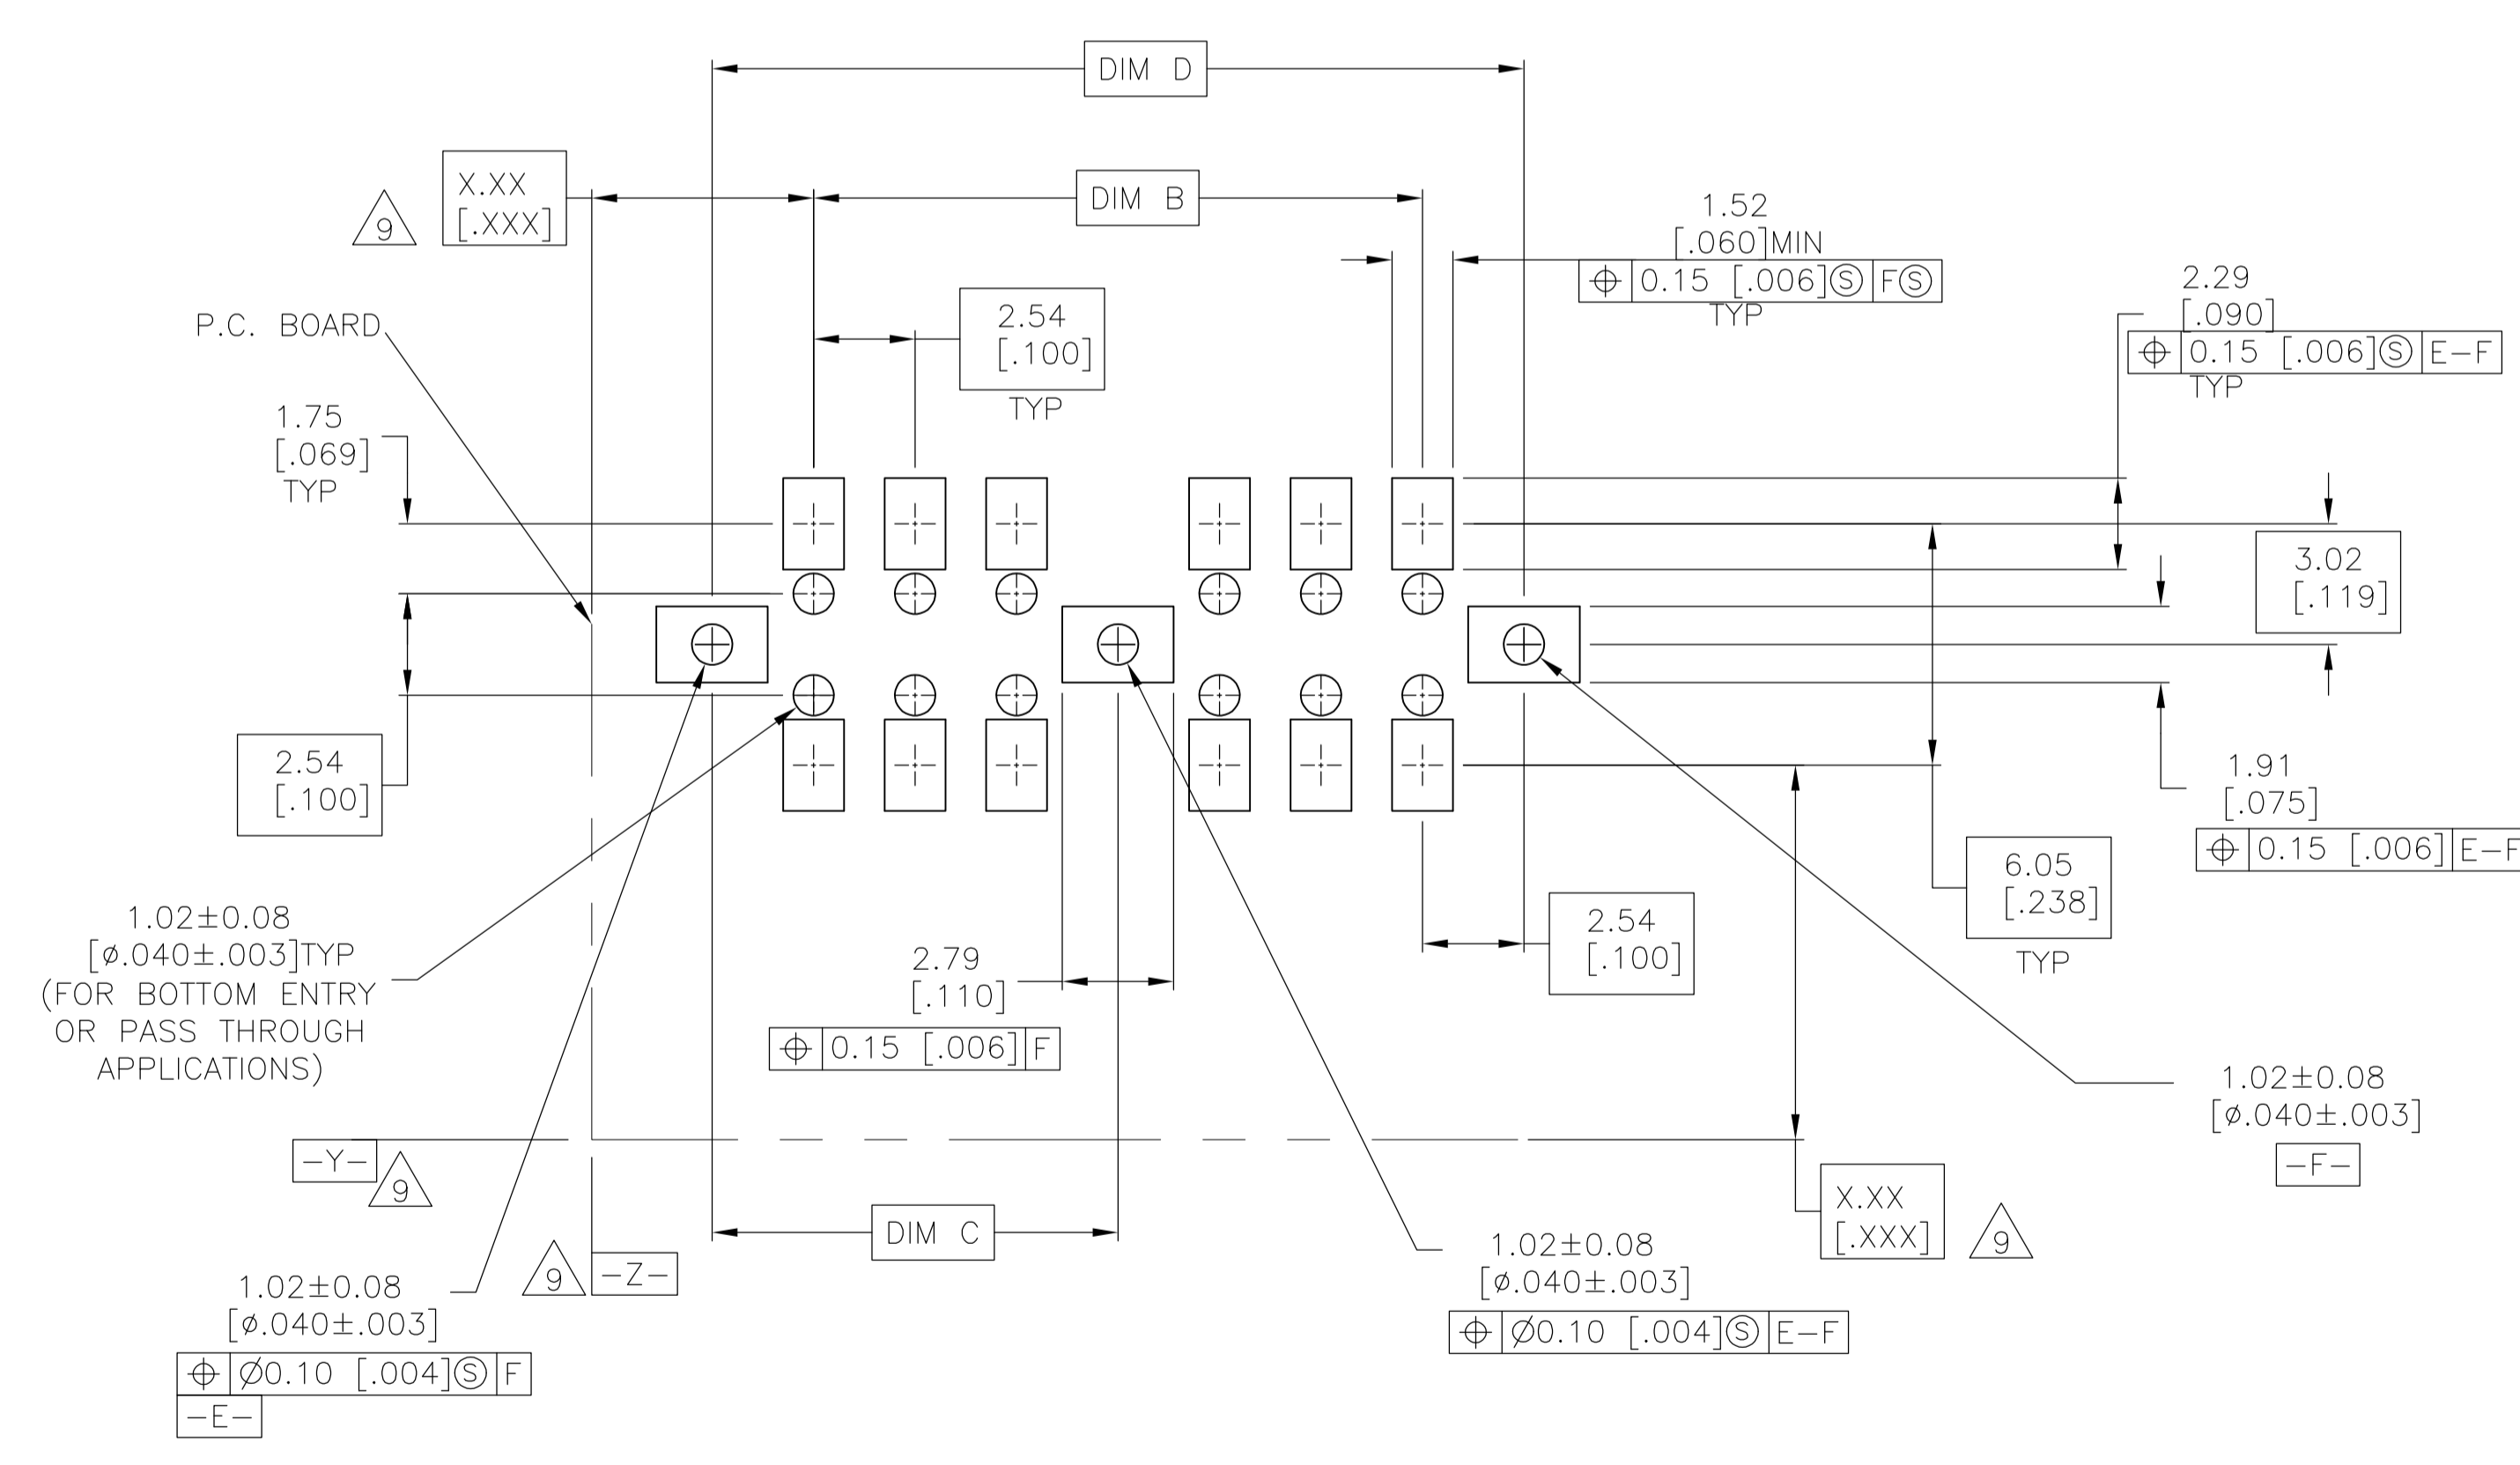 DIM D
X.XX
[.XXX]
9
DIM B
1.52
[.060]MIN
⌖ 0.15 [.006]Ⓢ FⓈ
TYP
2.29
[.090]
⌖ 0.15 [.006]Ⓢ E-F
TYP
2.54
[.100]
TYP
P.C. BOARD
1.75
[.069]
TYP
3.02
[.119]
2.54
[.100]
1.91
[.075]
⌖ 0.15 [.006] E-F
6.05
[.238]
TYP
2.54
[.100]
1.02±0.08
[ø.040±.003]TYP
(FOR BOTTOM ENTRY
OR PASS THROUGH
APPLICATIONS)
2.79
[.110]
⌖ 0.15 [.006] F
1.02±0.08
[ø.040±.003]
-F-
-Y-
9
X.XX
[.XXX]
9
DIM C
1.02±0.08
[ø.040±.003]
⌖ Ø0.10 [.004]Ⓢ E-F
9
-Z-
1.02±0.08
[ø.040±.003]
⌖ Ø0.10 [.004]Ⓢ F
-E-